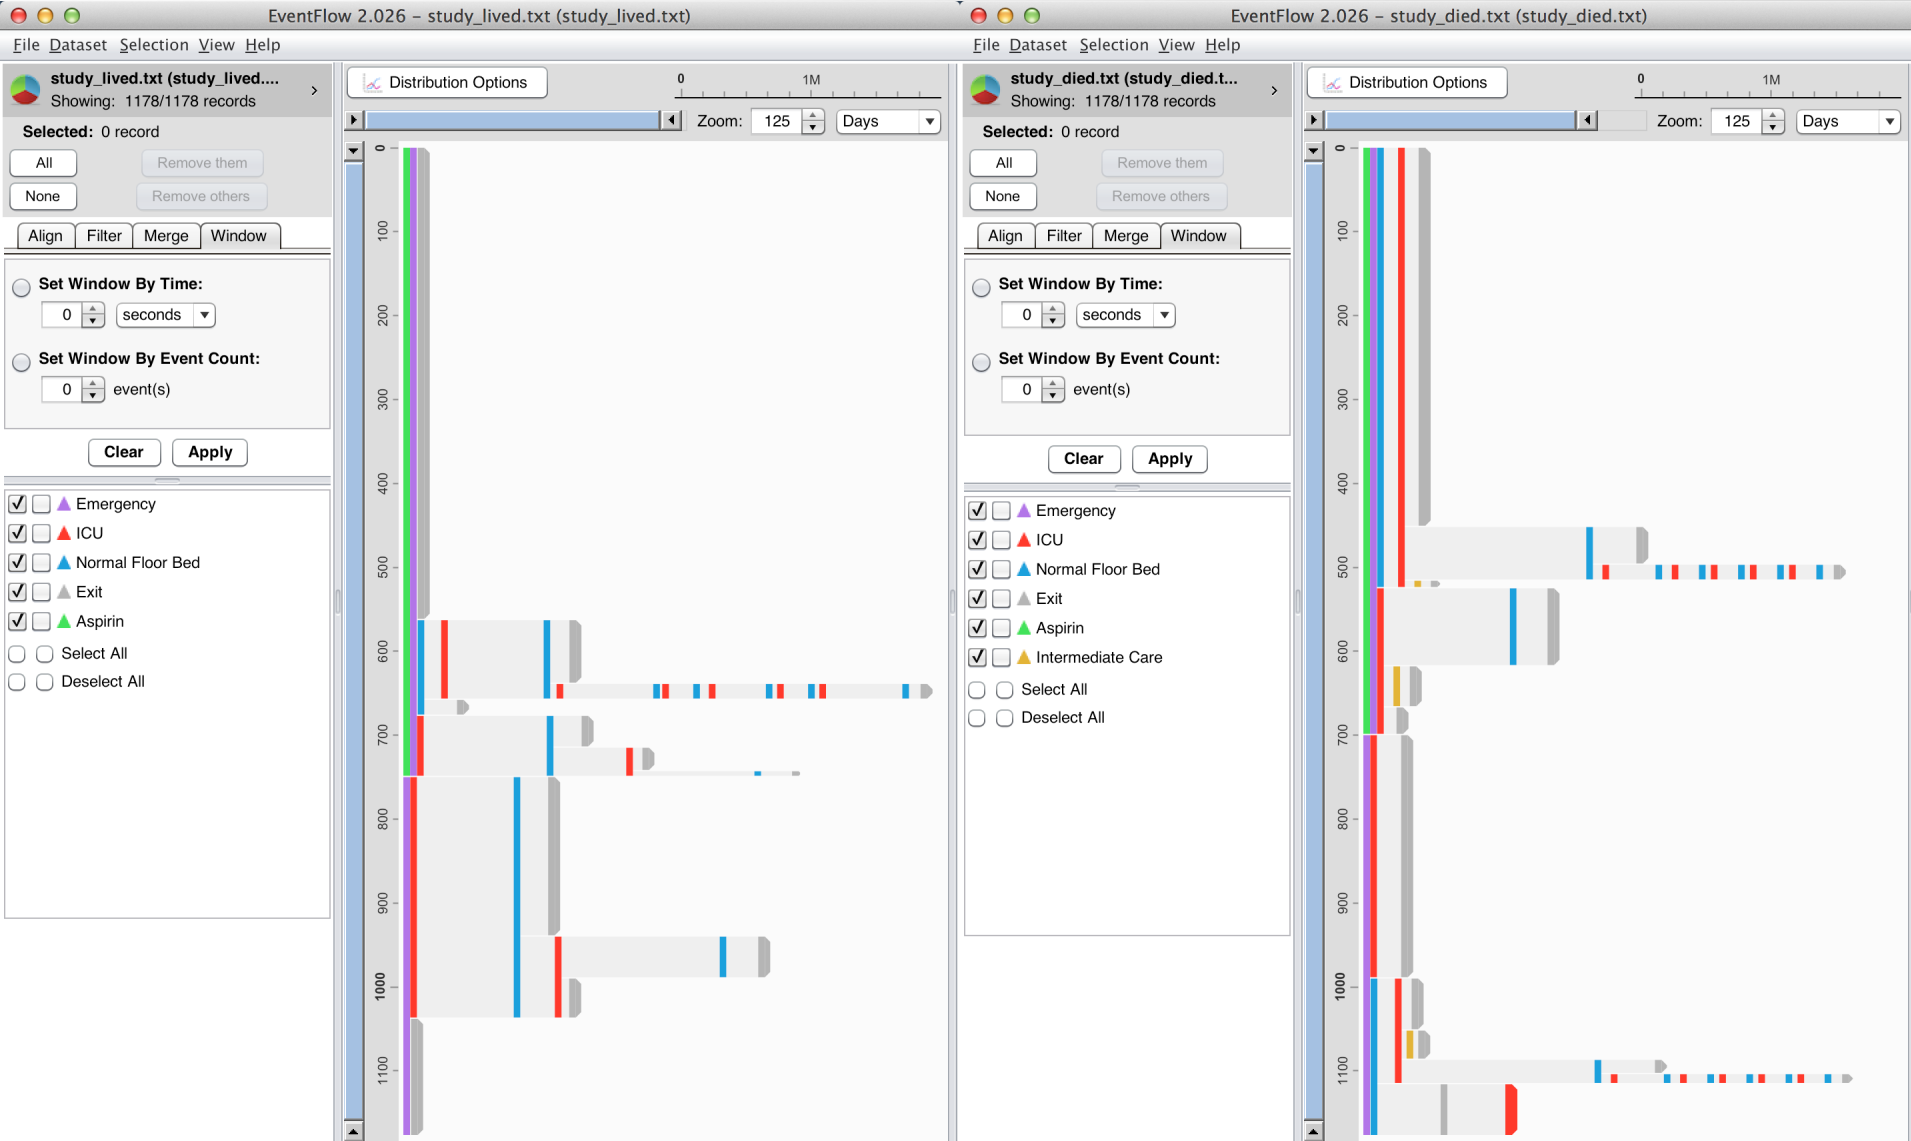 EventFlow 2.026 – study_lived.txt (study_lived.txt)
File Dataset Selection View Help
study_lived.txt (study_lived....
Showing: 1178/1178 records
Selected: 0 record
All
Remove them
None
Remove others
Align Filter Merge Window
Set Window By Time:
0 seconds
Set Window By Event Count:
0 event(s)
Clear Apply
Emergency
ICU
Normal Floor Bed
Exit
Aspirin
Select All
Deselect All
Distribution Options
0 1M
Zoom: 125 Days
0
100
200
300
400
500
600
700
800
900
1000
1100
EventFlow 2.026 – study_died.txt (study_died.txt)
File Dataset Selection View Help
study_died.txt (study_died.t...
Showing: 1178/1178 records
Selected: 0 record
All
Remove them
None
Remove others
Align Filter Merge Window
Set Window By Time:
0 seconds
Set Window By Event Count:
0 event(s)
Clear Apply
Emergency
ICU
Normal Floor Bed
Exit
Aspirin
Intermediate Care
Select All
Deselect All
Distribution Options
0 1M
Zoom: 125 Days
0
100
200
300
400
500
600
700
800
900
1000
1100